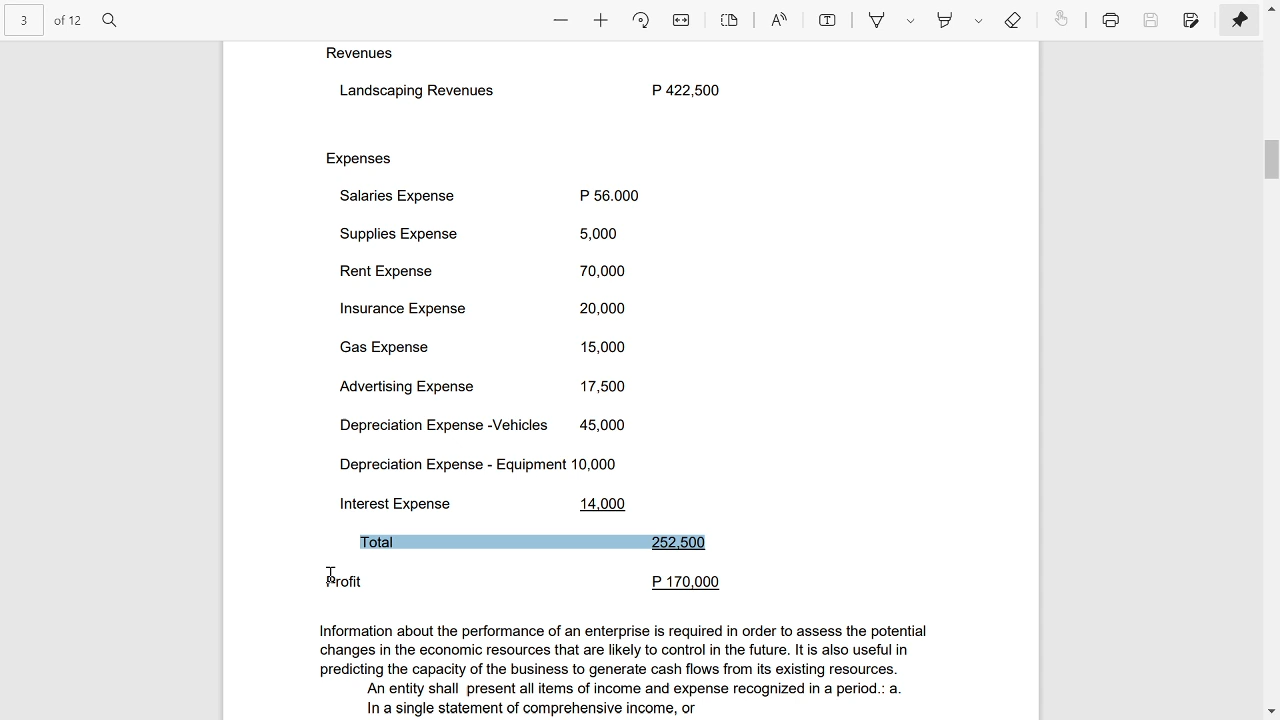 3 of 12
Revenues
Landscaping Revenues P 422,500
Expenses
Salaries Expense P 56.000
Supplies Expense 5,000
Rent Expense 70,000
Insurance Expense 20,000
Gas Expense 15,000
Advertising Expense 17,500
Depreciation Expense -Vehicles 45,000
Depreciation Expense - Equipment 10,000
Interest Expense 14,000
Total 252,500
Profit P 170,000
Information about the performance of an enterprise is required in order to assess the potential
changes in the economic resources that are likely to control in the future. It is also useful in
predicting the capacity of the business to generate cash flows from its existing resources.
An entity shall present all items of income and expense recognized in a period.: a.
In a single statement of comprehensive income, or